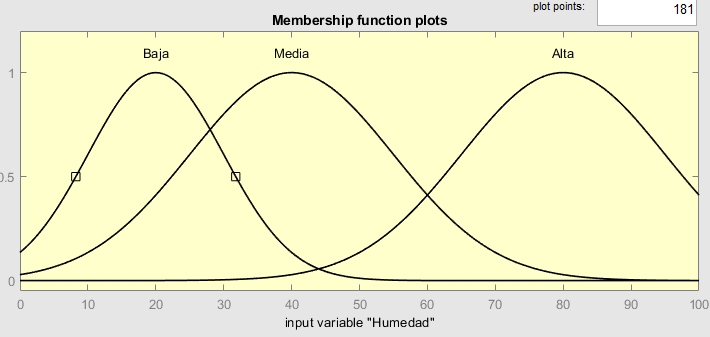 plot points: 181
Membership function plots
Baja Media Alta
1
0.5
0
0 10 20 30 40 50 60 70 80 90 100
input variable "Humedad"